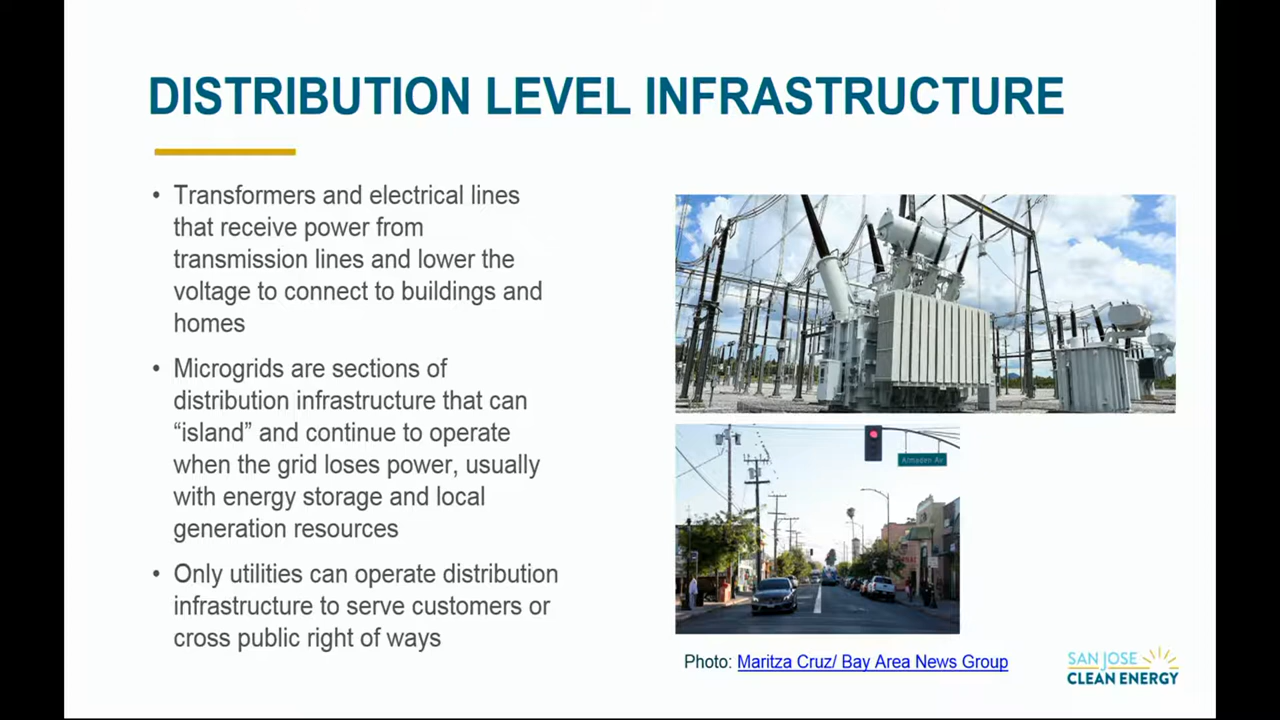 DISTRIBUTION LEVEL INFRASTRUCTURE
• Transformers and electrical lines
that receive power from
transmission lines and lower the
voltage to connect to buildings and
homes
• Microgrids are sections of
distribution infrastructure that can
“island” and continue to operate
when the grid loses power, usually
with energy storage and local
generation resources
• Only utilities can operate distribution
infrastructure to serve customers or
cross public right of ways
Almaden Av
Photo: Maritza Cruz/ Bay Area News Group
SAN JOSE
CLEAN ENERGY